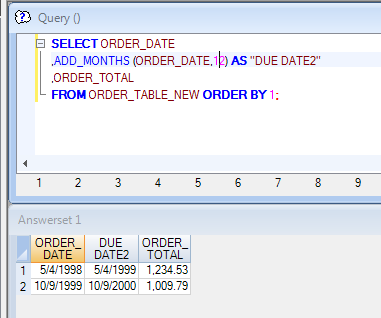 Query ()
SELECT ORDER_DATE
,ADD_MONTHS (ORDER_DATE,12) AS "DUE DATE2"
,ORDER_TOTAL
FROM ORDER_TABLE_NEW ORDER BY 1;
1 2 3 4 5 6 7 8 9
Answerset 1
ORDER_ DUE ORDER_
DATE DATE2 TOTAL
1 5/4/1998 5/4/1999 1,234.53
2 10/9/1999 10/9/2000 1,009.79